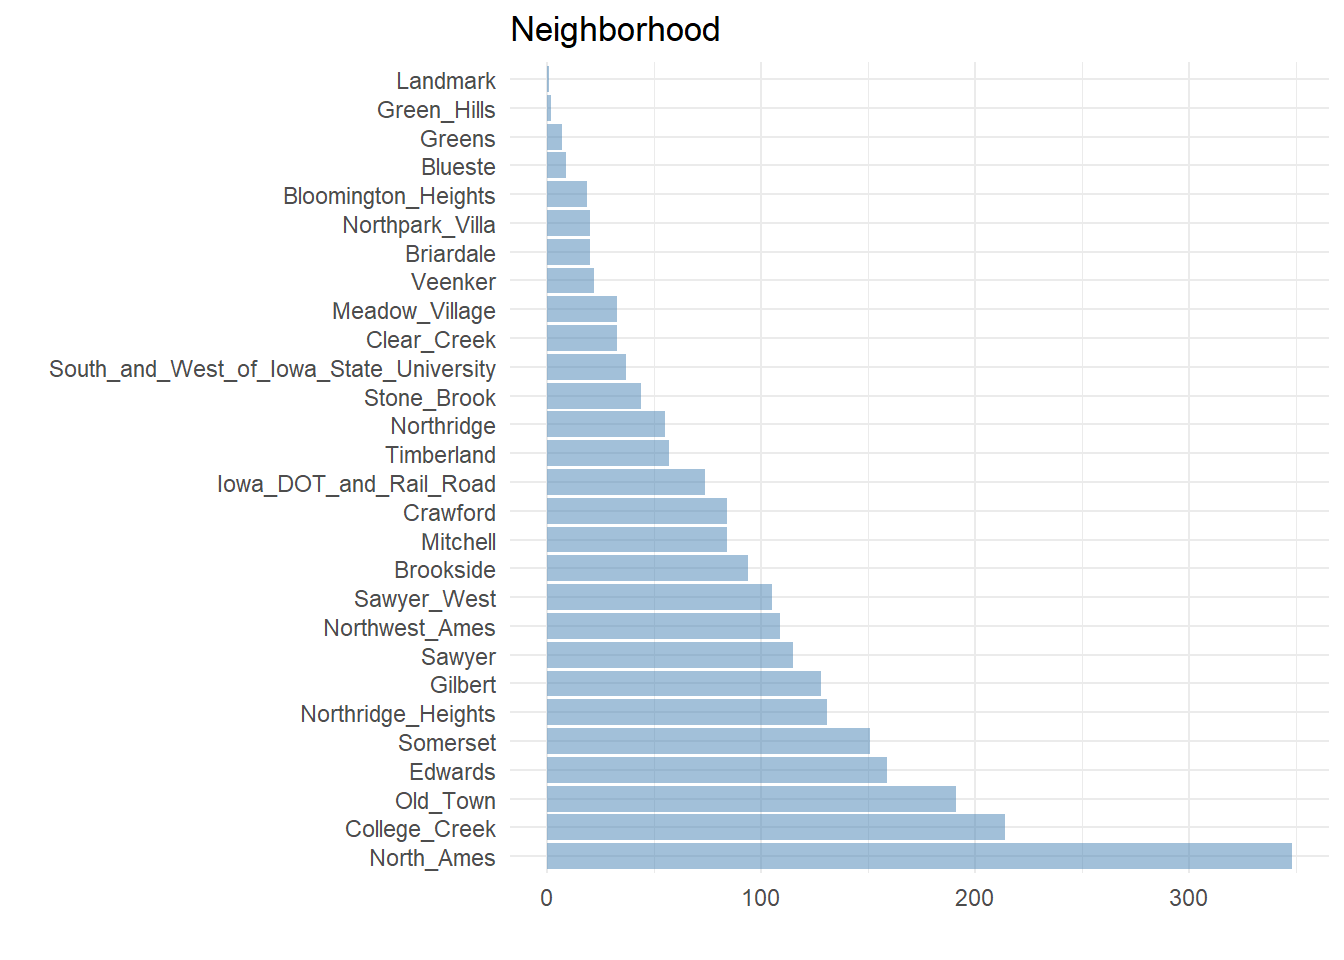 Neighborhood
Landmark
Green_Hills
Greens
Blueste
Bloomington_Heights
Northpark_Villa
Briardale
Veenker
Meadow_Village
Clear_Creek
South_and_West_of_Iowa_State_University
Stone_Brook
Northridge
Timberland
Iowa_DOT_and_Rail_Road
Crawford
Mitchell
Brookside
Sawyer_West
Northwest_Ames
Sawyer
Gilbert
Northridge_Heights
Somerset
Edwards
Old_Town
College_Creek
North_Ames
0 100 200 300